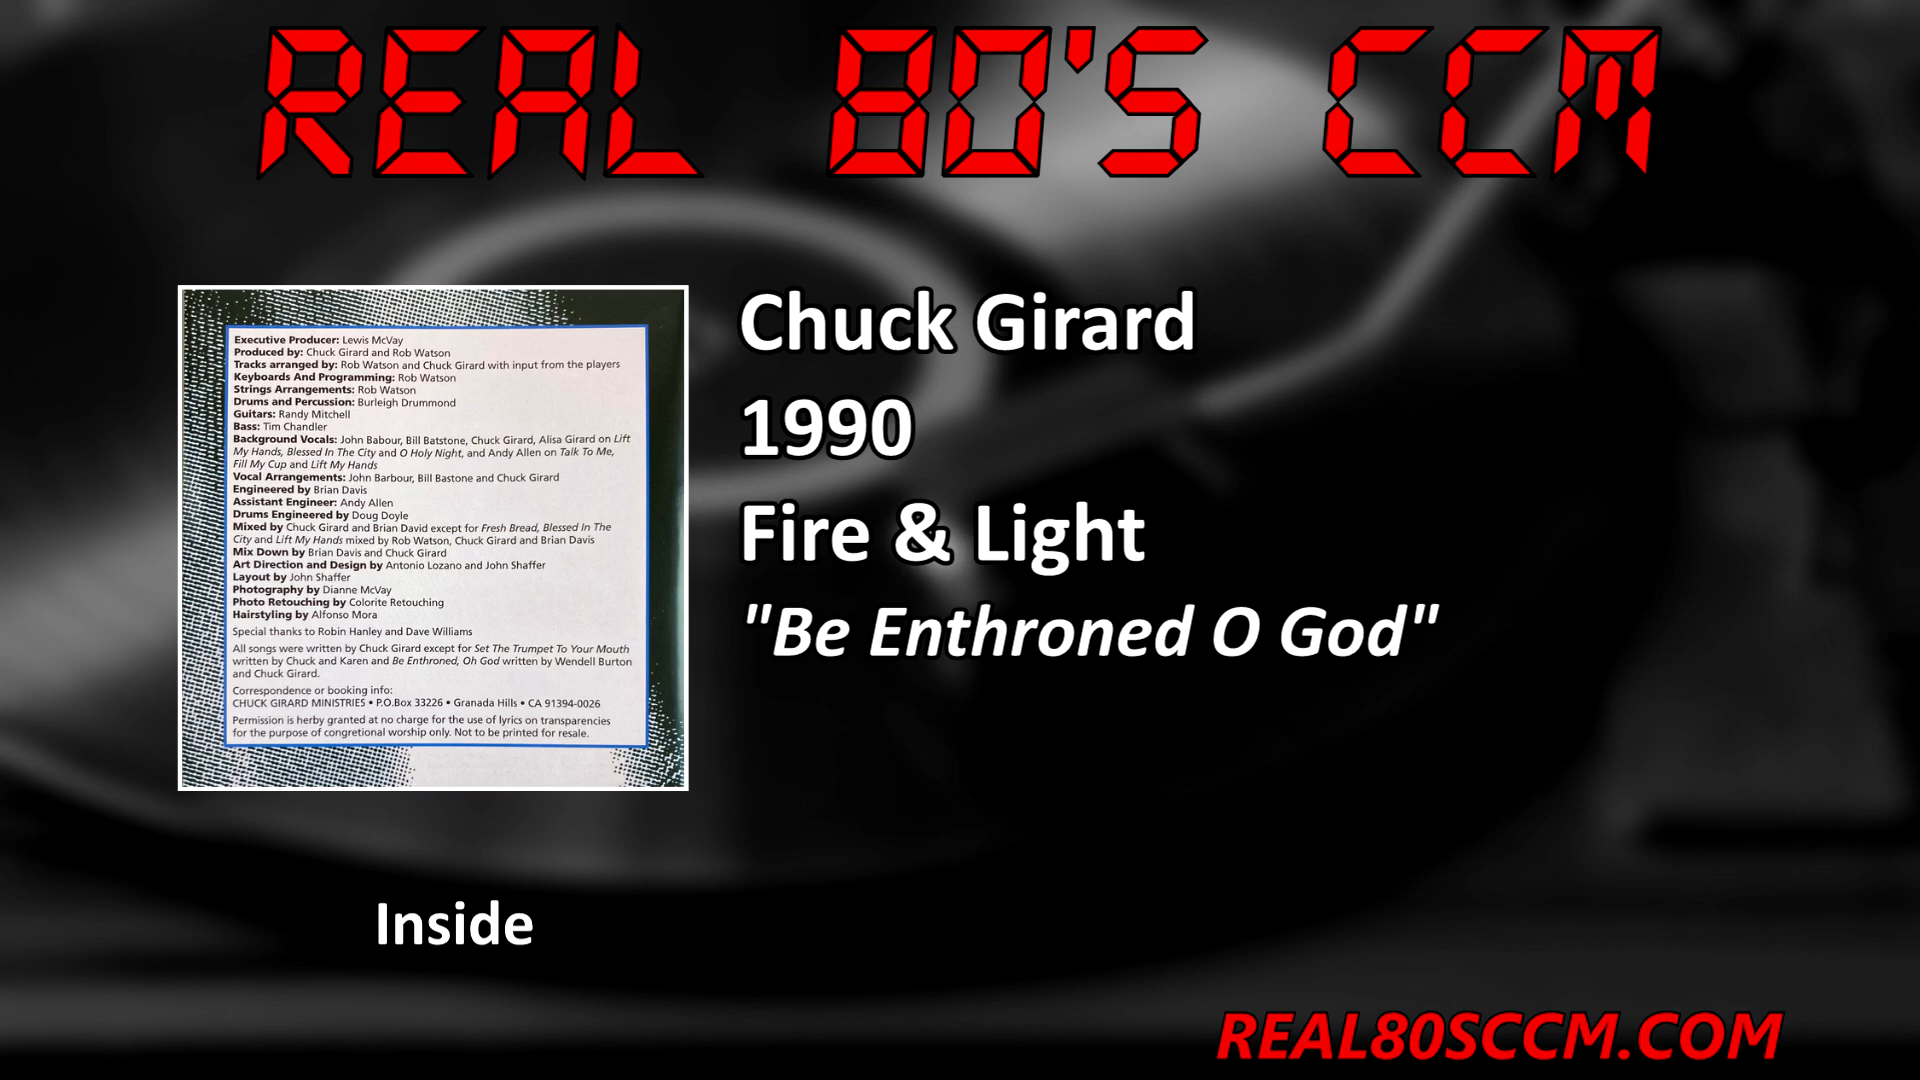 REAL 80'S CCM
Executive Producer: Lewis McVay
Produced by: Chuck Girard and Rob Watson
Tracks arranged by: Rob Watson and Chuck Girard with input from the players
Keyboards And Programming: Rob Watson
Strings Arrangements: Rob Watson
Drums and Percussion: Burleigh Drummond
Guitars: Randy Mitchell
Bass: Tim Chandler
Background Vocals: John Babour, Bill Batstone, Chuck Girard, Alisa Girard on Lift
My Hands, Blessed In The City and O Holy Night, and Andy Allen on Talk To Me,
Fill My Cup and Lift My Hands
Vocal Arrangements: John Barbour, Bill Bastone and Chuck Girard
Engineered by Brian Davis
Assistant Engineer: Andy Allen
Drums Engineered by Doug Doyle
Mixed by Chuck Girard and Brian David except for Fresh Bread, Blessed In The
City and Lift My Hands mixed by Rob Watson, Chuck Girard and Brian Davis
Mix Down by Brian Davis and Chuck Girard
Art Direction and Design by Antonio Lozano and John Shaffer
Layout by John Shaffer
Photography by Dianne McVay
Photo Retouching by Colorite Retouching
Hairstyling by Alfonso Mora
Special thanks to Robin Hanley and Dave Williams
All songs were written by Chuck Girard except for Set The Trumpet To Your Mouth
written by Chuck and Karen and Be Enthroned, Oh God written by Wendell Burton
and Chuck Girard.
Correspondence or booking info:
CHUCK GIRARD MINISTRIES • P.O.Box 33226 • Granada Hills • CA 91394-0026
Permission is herby granted at no charge for the use of lyrics on transparencies
for the purpose of congretional worship only. Not to be printed for resale.
Chuck Girard
1990
Fire & Light
"Be Enthroned O God"
Inside
REAL80SCCM.COM